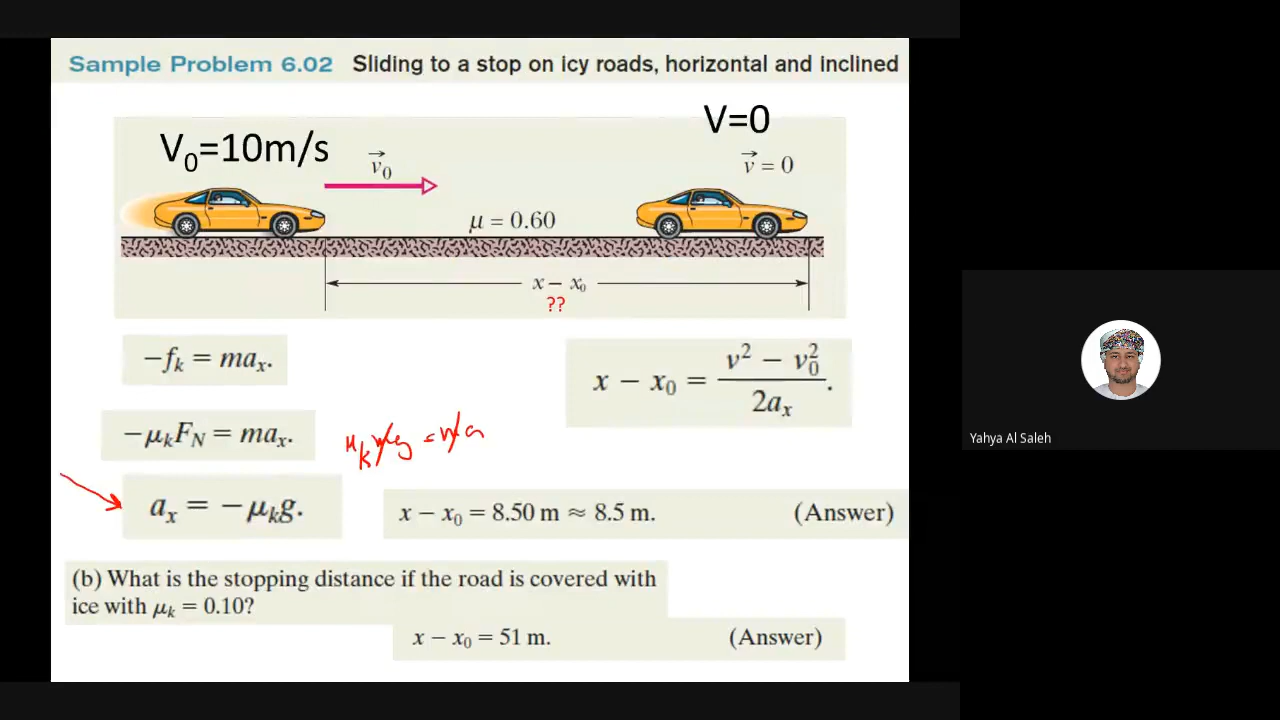 Sample Problem 6.02 Sliding to a stop on icy roads, horizontal and inclined
V₀=10m/s
V=0
v⃗₀
v⃗ = 0
μ = 0.60
x − x₀
??
−fₖ = maₓ.
x − x₀ = (v² − v₀²) / 2aₓ.
−μₖF_N = maₓ.
μₖmg = ma
aₓ = −μₖg.
x − x₀ = 8.50 m ≈ 8.5 m. (Answer)
(b) What is the stopping distance if the road is covered with
ice with μₖ = 0.10?
x − x₀ = 51 m. (Answer)
Yahya Al Saleh